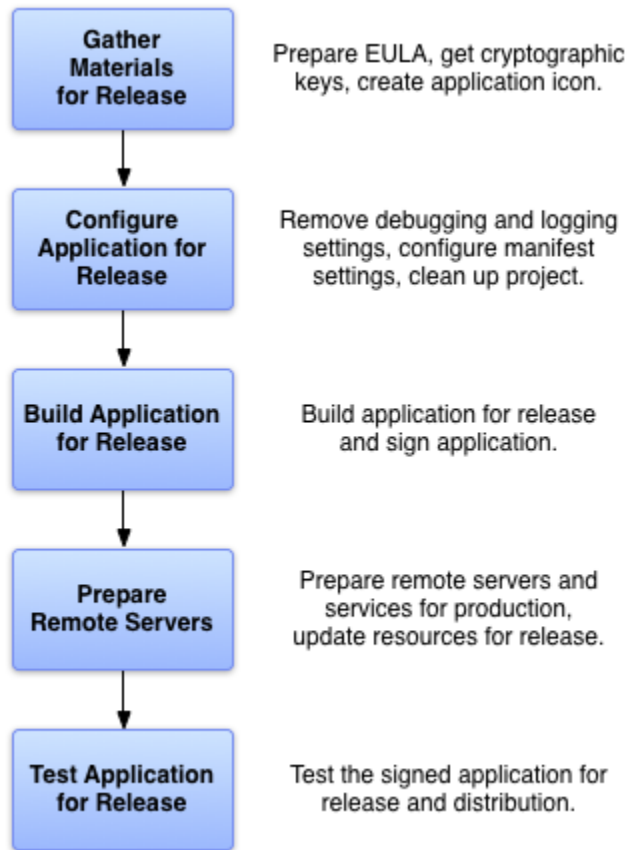 Gather
Materials
for Release
Prepare EULA, get cryptographic
keys, create application icon.
Configure
Application for
Release
Remove debugging and logging
settings, configure manifest
settings, clean up project.
Build Application
for Release
Build application for release
and sign application.
Prepare
Remote Servers
Prepare remote servers and
services for production,
update resources for release.
Test Application
for Release
Test the signed application for
release and distribution.